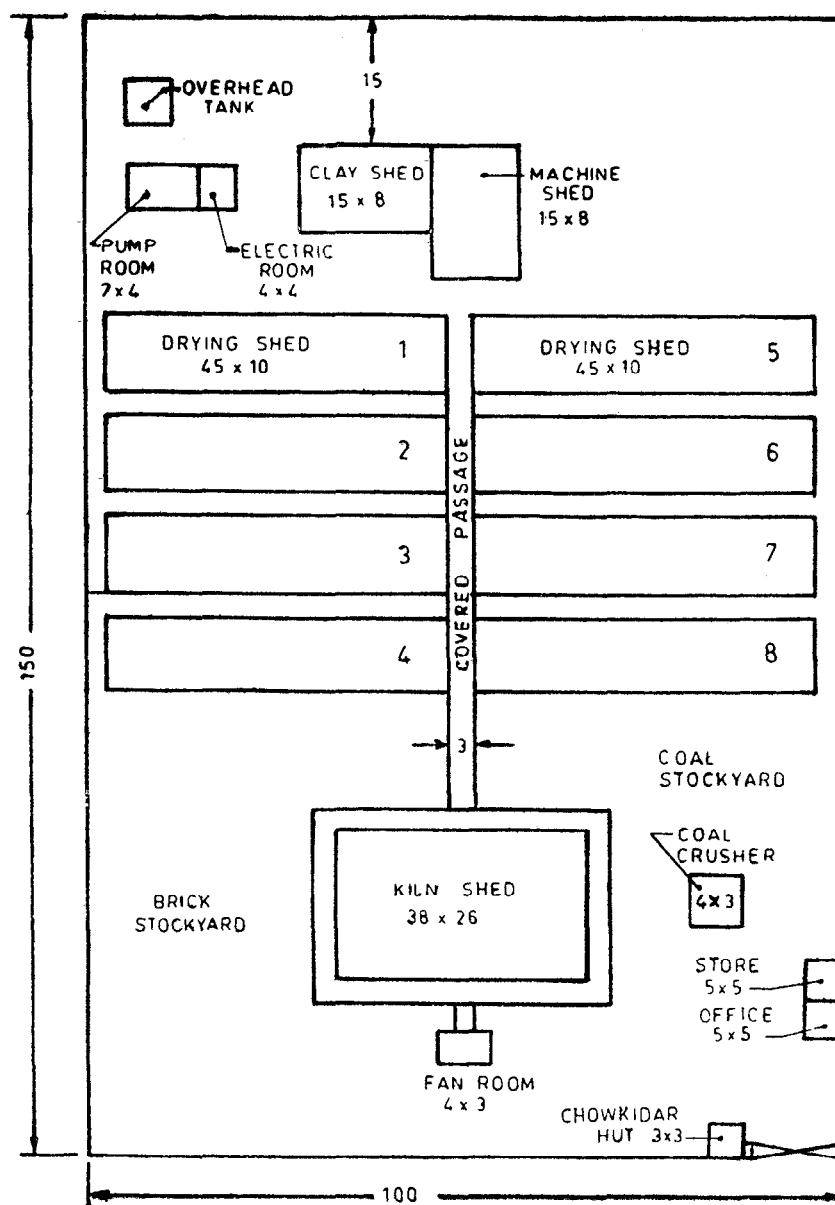 15
OVERHEAD
TANK
CLAY SHED
15 x 8
MACHINE
SHED
15 x 8
PUMP
ROOM
7 x 4
ELECTRIC
ROOM
4 x 4
DRYING SHED
45 x 10
1
DRYING SHED
45 x 10
5
2
6
3
7
4
8
COVERED PASSAGE
150
3
COAL
STOCKYARD
COAL
CRUSHER
4 X 3
KILN SHED
38 x 26
BRICK
STOCKYARD
STORE
5 x 5
OFFICE
5 x 5
FAN ROOM
4 x 3
CHOWKIDAR
HUT 3x3
100